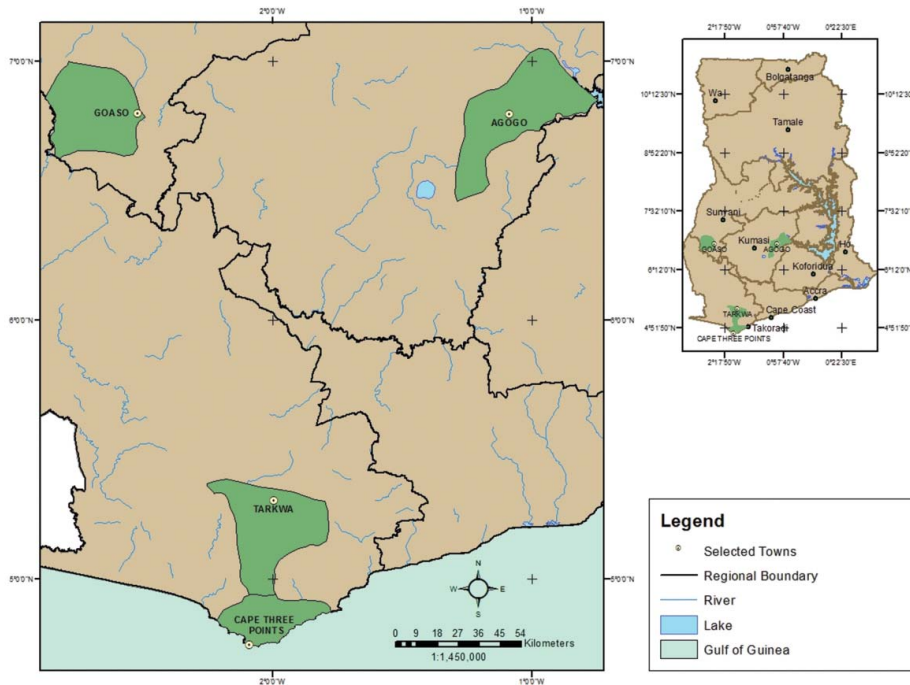 2°0'0"W 1°0'0"W
7°0'0"N 7°0'0"N
GOASO
AGOGO
6°0'0"N 6°0'0"N
TARKWA
5°0'0"N 5°0'0"N
CAPE THREE
POINTS
N
W E
S
0 9 18 27 36 45 54
Kilometers
1:1,450,000
2°0'0"W 1°0'0"W
2°17'50"W 0°57'40"W 0°22'30"E
Bolgatanga
10°12'30"N 10°12'30"N
Wa
Tamale
8°52'20"N 8°52'20"N
7°52'10"N 7°52'10"N
Sunyani
Kumasi
GOASO
AGOGO
Ho
6°12'0"N 6°12'0"N
Koforidua
Accra
Cape Coast
TARKWA
4°51'50"N 4°51'50"N
Takoradi
CAPE THREE POINTS
2°17'50"W 0°57'40"W 0°22'30"E
Legend
Selected Towns
Regional Boundary
River
Lake
Gulf of Guinea